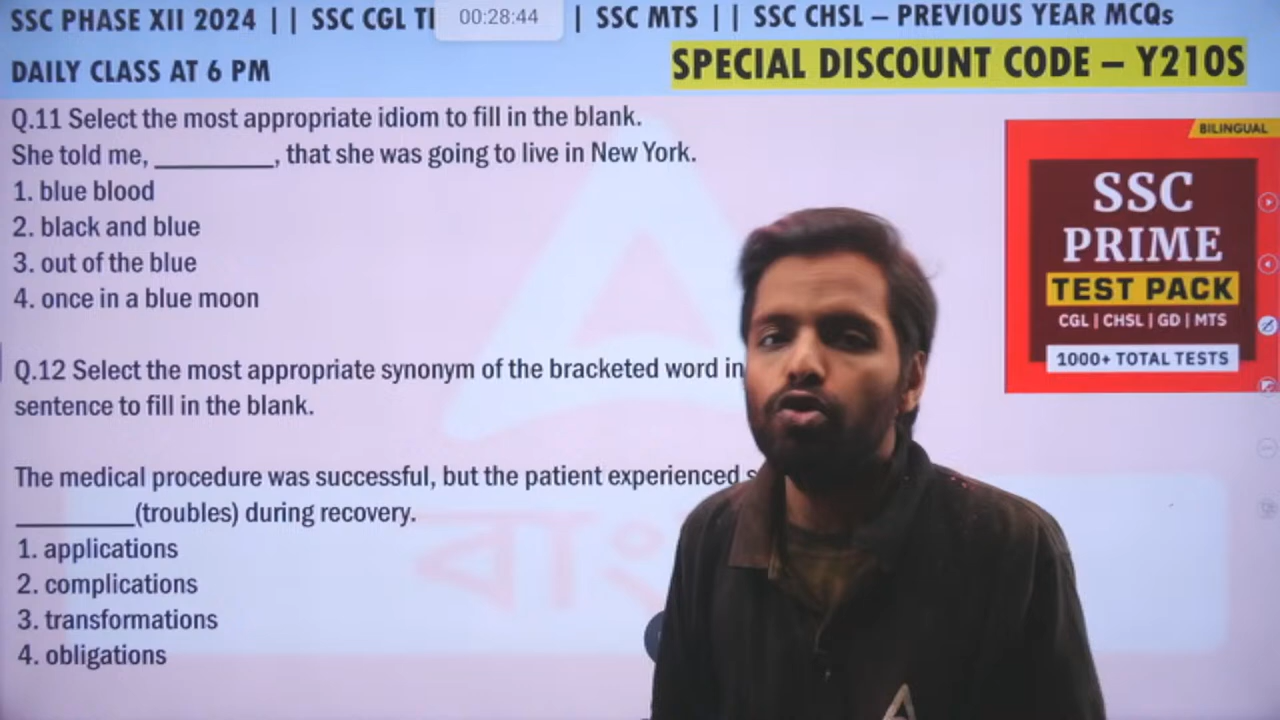 SSC PHASE XII 2024 || SSC CGL TI 00:28:44 | SSC MTS || SSC CHSL – PREVIOUS YEAR MCQs
DAILY CLASS AT 6 PM
SPECIAL DISCOUNT CODE – Y210S
Q.11 Select the most appropriate idiom to fill in the blank.
She told me, _________, that she was going to live in New York.
1. blue blood
2. black and blue
3. out of the blue
4. once in a blue moon
Q.12 Select the most appropriate synonym of the bracketed word in
sentence to fill in the blank.
The medical procedure was successful, but the patient experienced s
_________(troubles) during recovery.
1. applications
2. complications
3. transformations
4. obligations
BILINGUAL
SSC
PRIME
TEST PACK
CGL | CHSL | GD | MTS
1000+ TOTAL TESTS
বাং